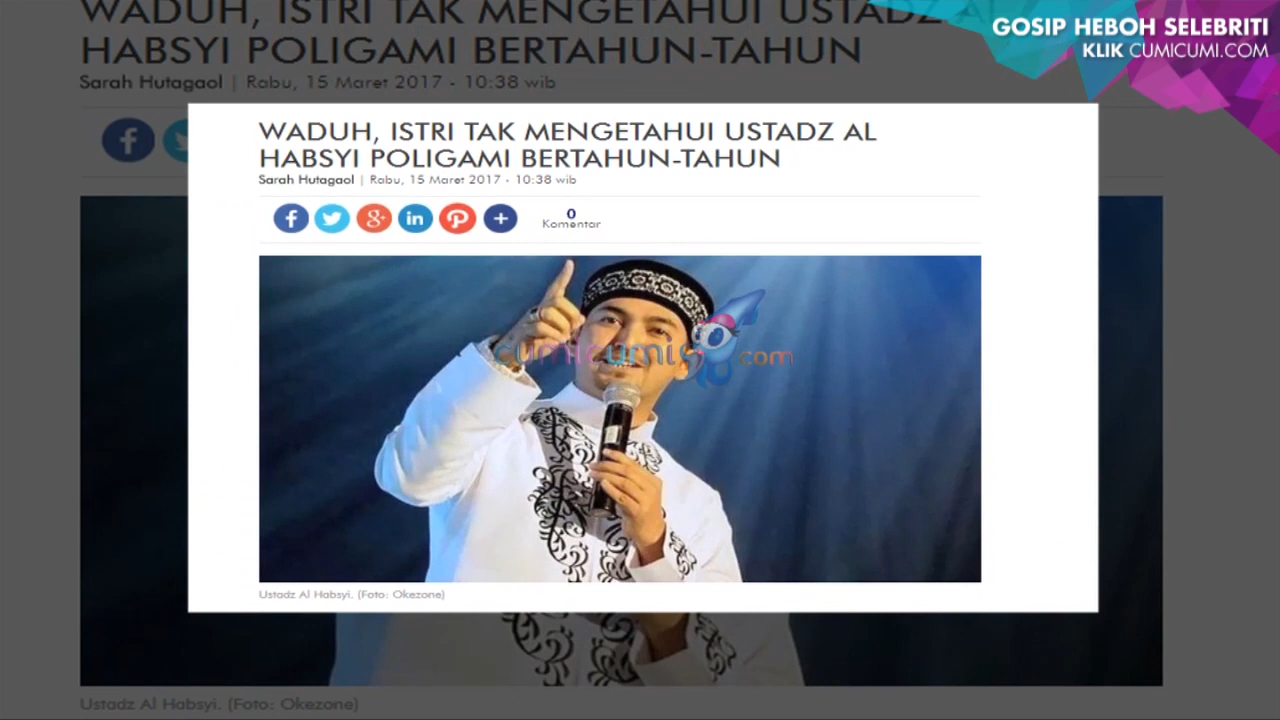 WADUH, ISTRI TAK MENGETAHUI USTADZ AL
HABSYI POLIGAMI BERTAHUN-TAHUN
Sarah Hutagaol | Rabu, 15 Maret 2017 - 10:38 wib
GOSIP HEBOH SELEBRITI
KLIK CUMICUMI.COM
WADUH, ISTRI TAK MENGETAHUI USTADZ AL
HABSYI POLIGAMI BERTAHUN-TAHUN
Sarah Hutagaol | Rabu, 15 Maret 2017 - 10:38 wib
0
Komentar
cumicumi.com
Ustadz Al Habsyi. (Foto: Okezone)
Ustadz Al Habsyi. (Foto: Okezone)